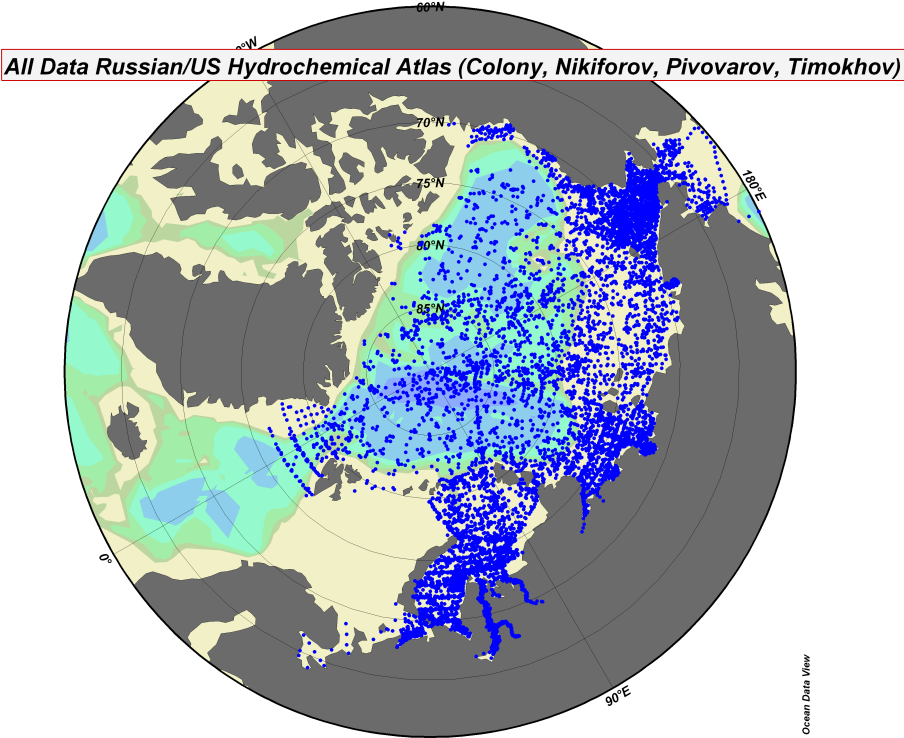 60°N
°W
All Data Russian/US Hydrochemical Atlas (Colony, Nikiforov, Pivovarov, Timokhov)
70°N
75°N
180°E
80°N
85°N
0°
90°E
Ocean Data View